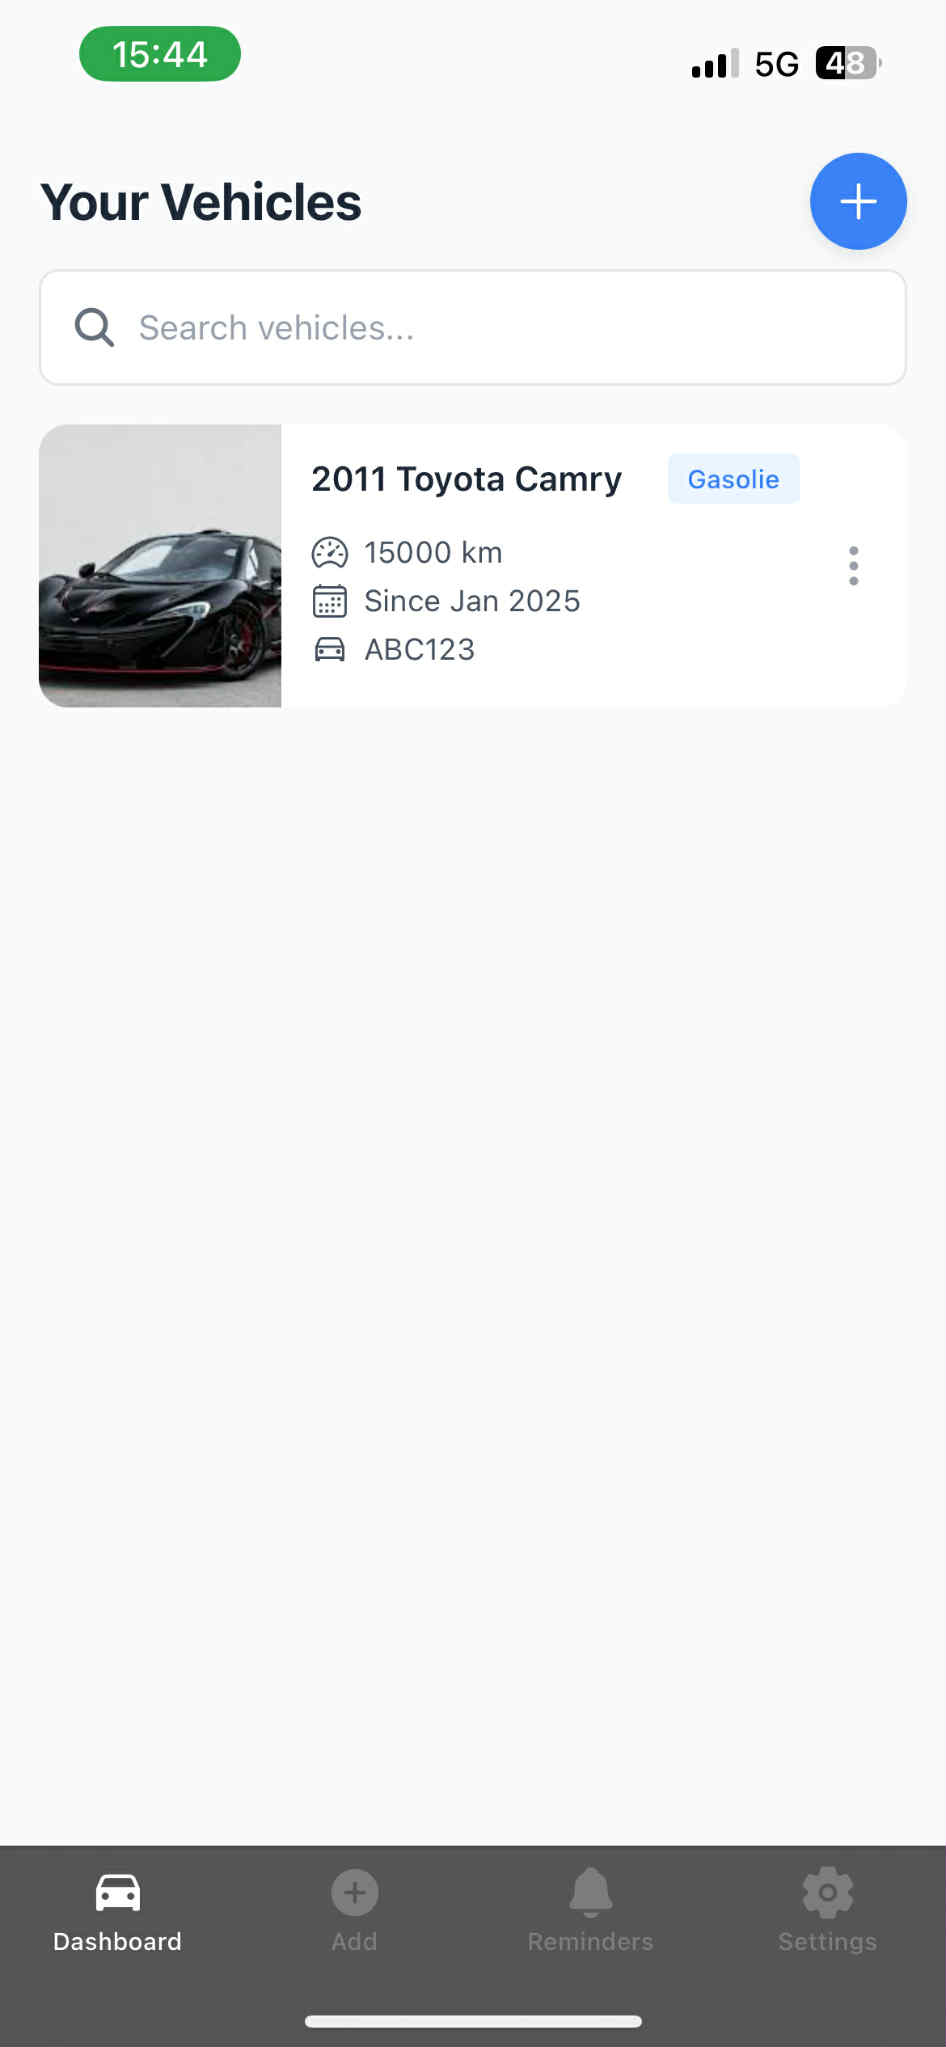 15:44
5G 48
Your Vehicles
Search vehicles...
2011 Toyota Camry Gasolie
15000 km
Since Jan 2025
ABC123
Dashboard Add Reminders Settings